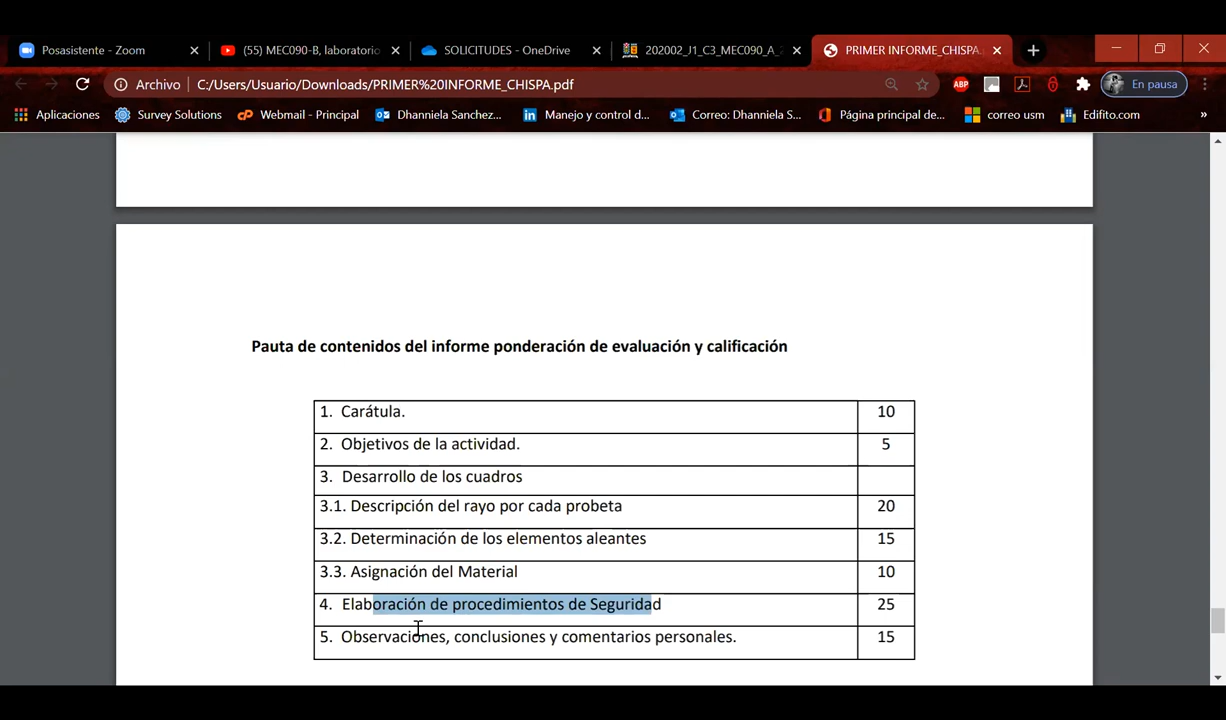 Posasistente - Zoom
(55) MEC090-B, laboratorio
SOLICITUDES - OneDrive
202002_J1_C3_MEC090_A_
PRIMER INFORME_CHISPA.
Archivo
C:/Users/Usuario/Downloads/PRIMER%20INFORME_CHISPA.pdf
ABP
En pausa
Aplicaciones
Survey Solutions
Webmail - Principal
Dhanniela Sanchez...
Manejo y control d...
Correo: Dhanniela S...
Página principal de...
correo usm
Edifito.com
»
Pauta de contenidos del informe ponderación de evaluación y calificación
1. Carátula. 10
2. Objetivos de la actividad. 5
3. Desarrollo de los cuadros
3.1. Descripción del rayo por cada probeta 20
3.2. Determinación de los elementos aleantes 15
3.3. Asignación del Material 10
4. Elaboración de procedimientos de Seguridad 25
5. Observaciones, conclusiones y comentarios personales. 15